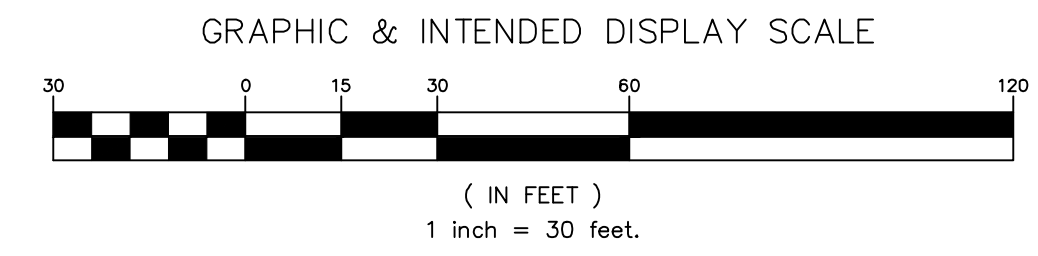 GRAPHIC & INTENDED DISPLAY SCALE
30 0 15 30 60 120
( IN FEET )
1 inch = 30 feet.